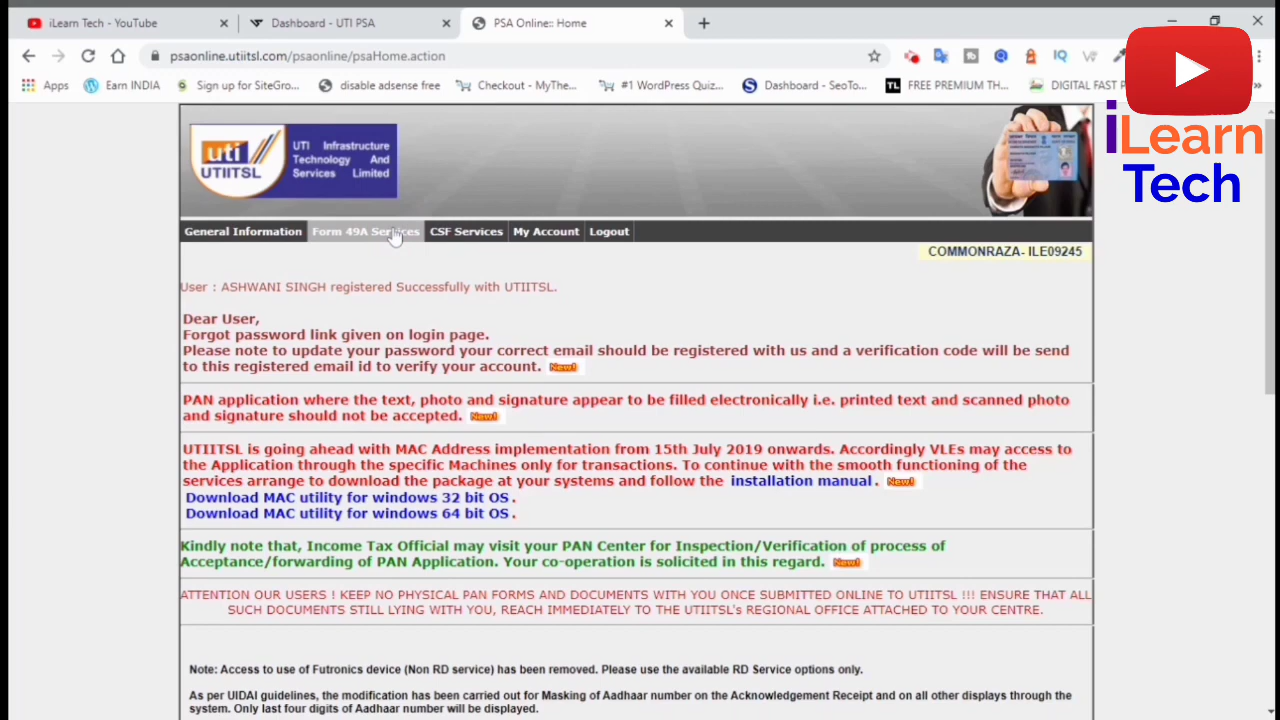 iLearn Tech - YouTube
Dashboard - UTI PSA
PSA Online:: Home
psaonline.utiitsl.com/psaonline/psaHome.action
Apps
Earn INDIA
Sign up for SiteGro...
disable adsense free
Checkout - MyThe...
#1 WordPress Quiz...
Dashboard - SeoTo...
FREE PREMIUM TH...
DIGITAL FAST P
iLearn
Tech
uti
UTIITSL
UTI Infrastructure
Technology And
Services Limited
General Information
Form 49A Services
CSF Services
My Account
Logout
COMMONRAZA- ILE09245
User : ASHWANI SINGH registered Successfully with UTIITSL.
Dear User,
Forgot password link given on login page.
Please note to update your password your correct email should be registered with us and a verification code will be send
to this registered email id to verify your account. New!
PAN application where the text, photo and signature appear to be filled electronically i.e. printed text and scanned photo
and signature should not be accepted. New!
UTIITSL is going ahead with MAC Address implementation from 15th July 2019 onwards. Accordingly VLEs may access to
the Application through the specific Machines only for transactions. To continue with the smooth functioning of the
services arrange to download the package at your systems and follow the installation manual. New!
Download MAC utility for windows 32 bit OS.
Download MAC utility for windows 64 bit OS.
Kindly note that, Income Tax Official may visit your PAN Center for Inspection/Verification of process of
Acceptance/forwarding of PAN Application. Your co-operation is solicited in this regard. New!
ATTENTION OUR USERS ! KEEP NO PHYSICAL PAN FORMS AND DOCUMENTS WITH YOU ONCE SUBMITTED ONLINE TO UTIITSL !!! ENSURE THAT ALL
SUCH DOCUMENTS STILL LYING WITH YOU, REACH IMMEDIATELY TO THE UTIITSL's REGIONAL OFFICE ATTACHED TO YOUR CENTRE.
Note: Access to use of Futronics device (Non RD service) has been removed. Please use the available RD Service options only.
As per UIDAI guidelines, the modification has been carried out for Masking of Aadhaar number on the Acknowledgement Receipt and on all other displays through the
system. Only last four digits of Aadhaar number will be displayed.